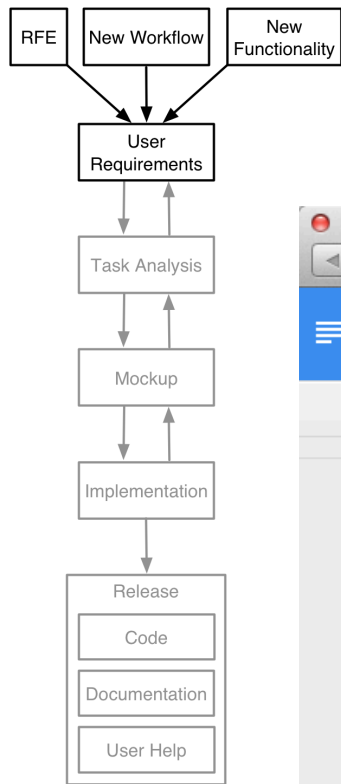 RFE
New Workflow
New
Functionality
User
Requirements
Task Analysis
Mockup
Implementation
Release
Code
Documentation
User Help